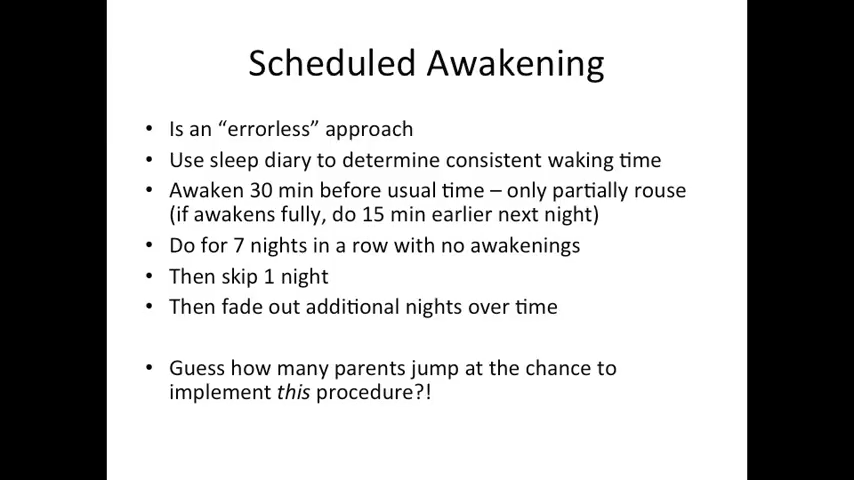 Scheduled Awakening
• Is an “errorless” approach
• Use sleep diary to determine consistent waking time
• Awaken 30 min before usual time – only partially rouse
(if awakens fully, do 15 min earlier next night)
• Do for 7 nights in a row with no awakenings
• Then skip 1 night
• Then fade out additional nights over time
• Guess how many parents jump at the chance to
implement this procedure?!